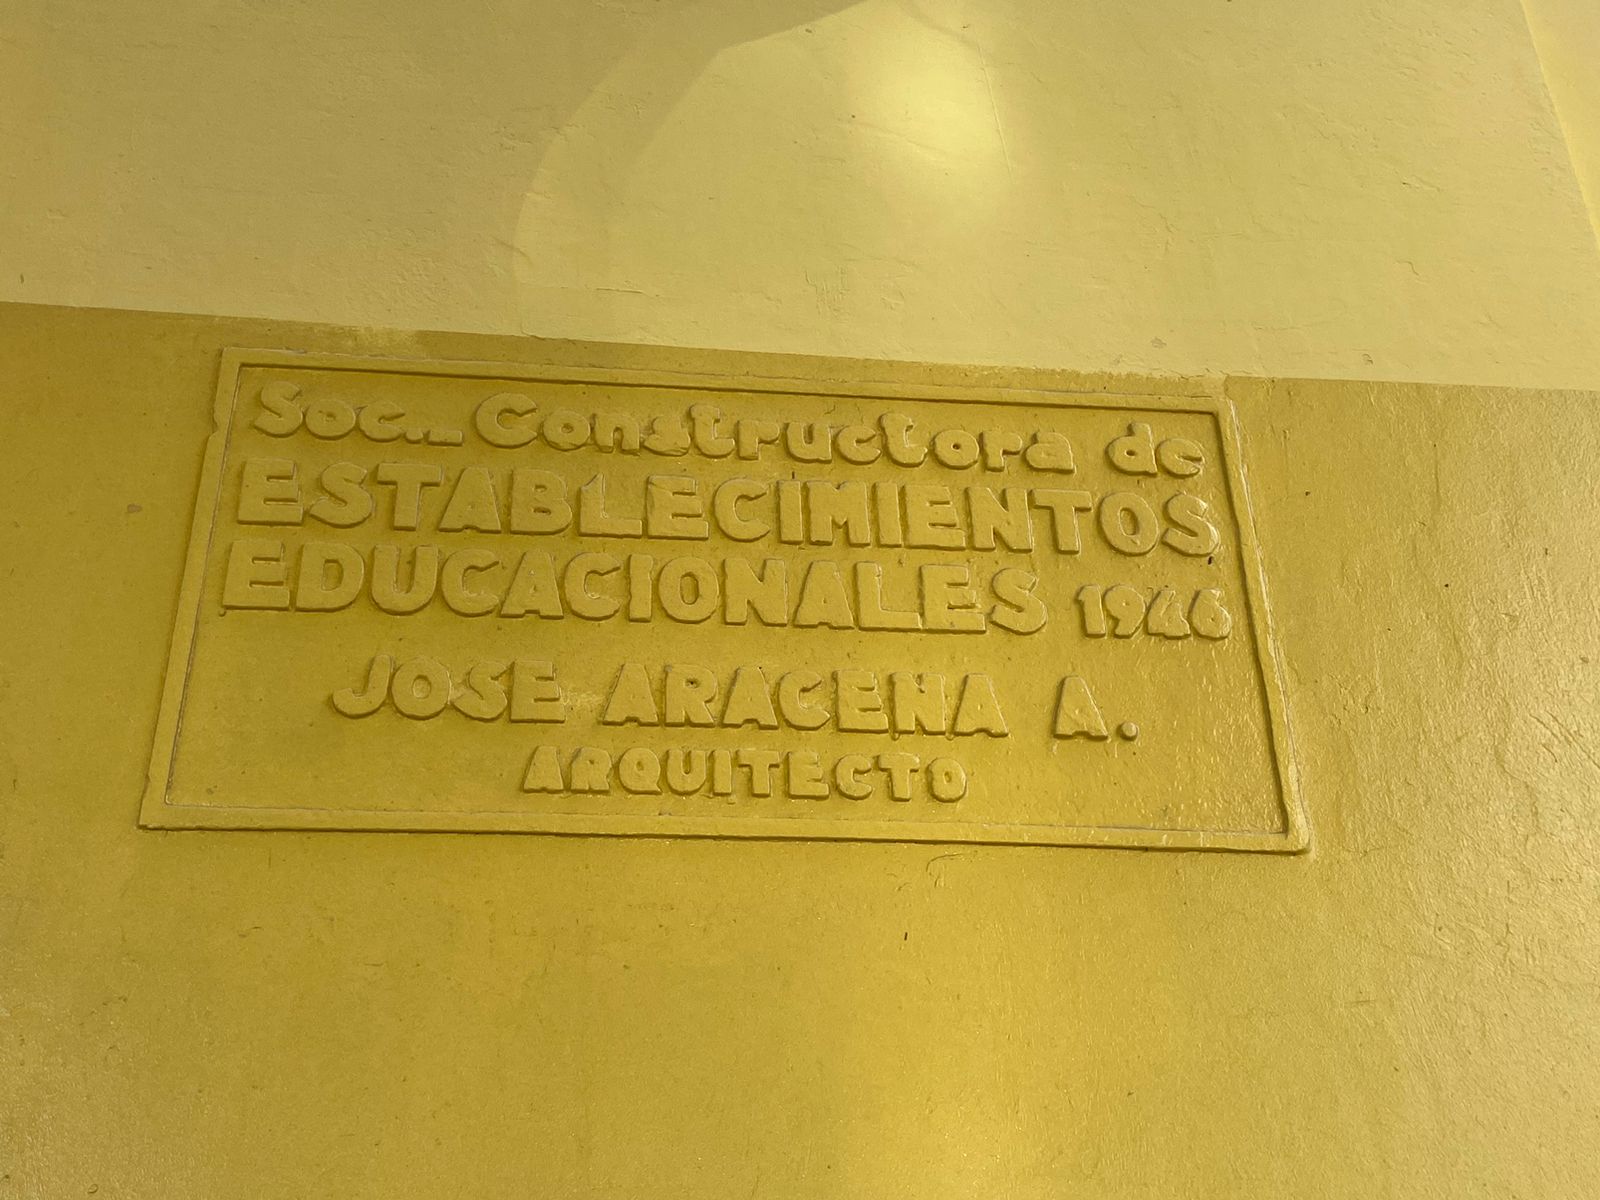 Soc... Constructora de
ESTABLECIMIENTOS
EDUCACIONALES 1946
JOSE ARACENA A.
ARQUITECTO